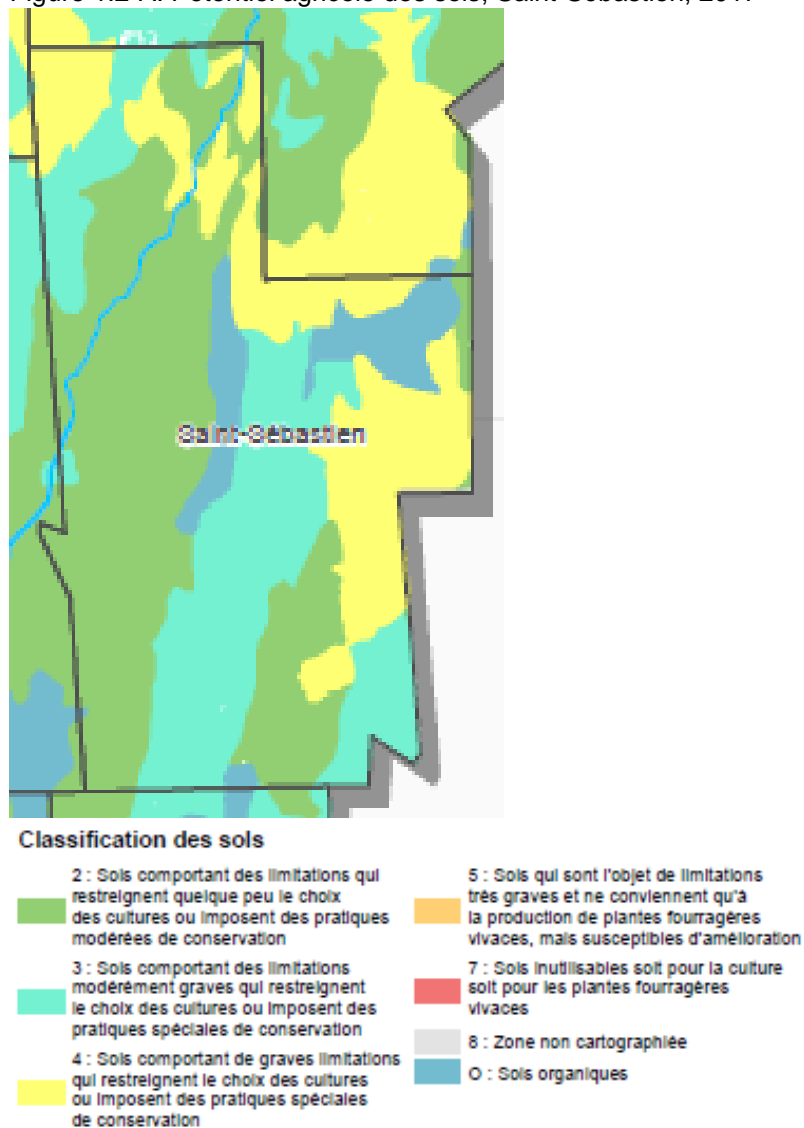 Saint-Sébastien
Classification des sols
2 : Sols comportant des limitations qui
restreignent quelque peu le choix
des cultures ou imposent des pratiques
modérées de conservation
3 : Sols comportant des limitations
modérément graves qui restreignent
le choix des cultures ou imposent des
pratiques spéciales de conservation
4 : Sols comportant de graves limitations
qui restreignent le choix des cultures
ou imposent des pratiques spéciales
de conservation
5 : Sols qui sont l'objet de limitations
très graves et ne conviennent qu'à
la production de plantes fourragères
vivaces, mais susceptibles d'amélioration
7 : Sols inutilisables soit pour la culture
soit pour les plantes fourragères
vivaces
8 : Zone non cartographiée
O : Sols organiques